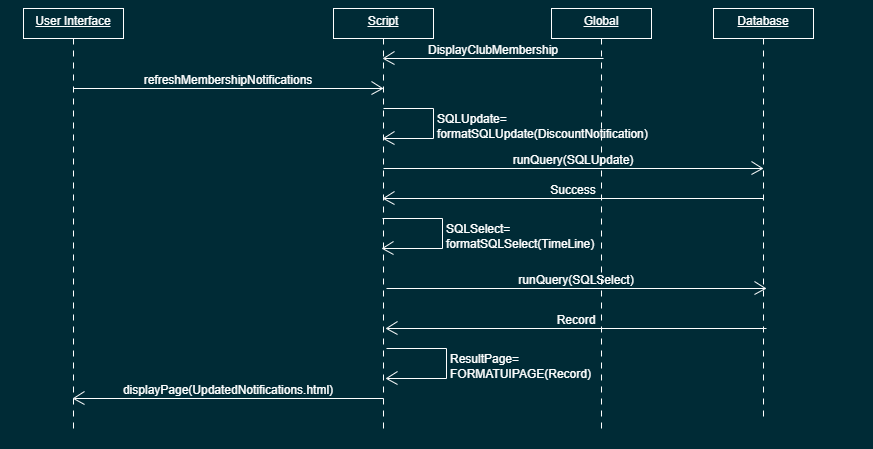 User Interface
Script
Global
Database
DisplayClubMembership
refreshMembershipNotifications
SQLUpdate=
formatSQLUpdate(DiscountNotification)
runQuery(SQLUpdate)
Success
SQLSelect=
formatSQLSelect(TimeLine)
runQuery(SQLSelect)
Record
ResultPage=
FORMATUIPAGE(Record)
displayPage(UpdatedNotifications.html)